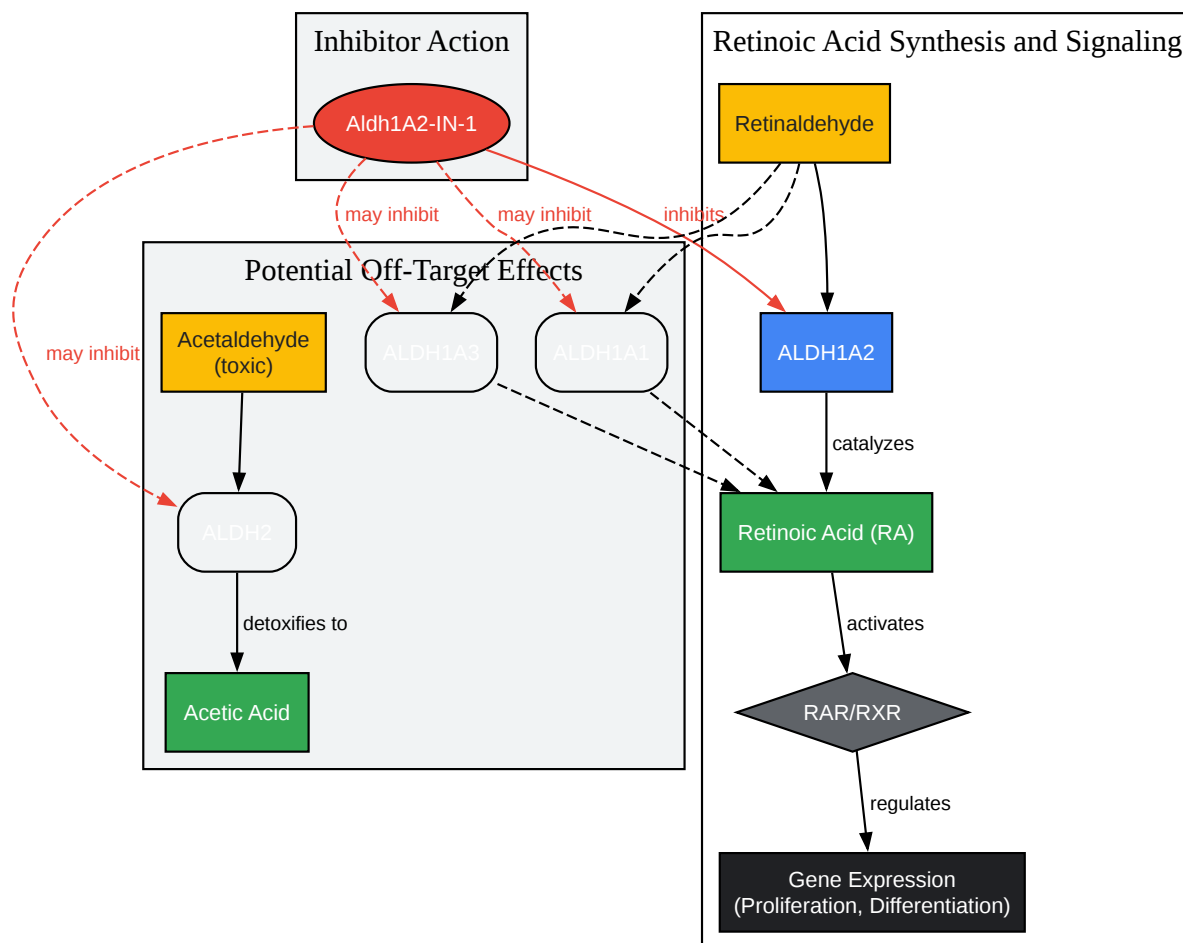 Inhibitor Action
Retinoic Acid Synthesis and Signaling
Aldh1A2-IN-1
Retinaldehyde
may inhibit
may inhibit
inhibits
Potential Off-Target Effects
may inhibit
Acetaldehyde
(toxic)
ALDH1A3
ALDH1A1
ALDH1A2
catalyzes
ALDH2
Retinoic Acid (RA)
detoxifies to
activates
Acetic Acid
RAR/RXR
regulates
Gene Expression
(Proliferation, Differentiation)